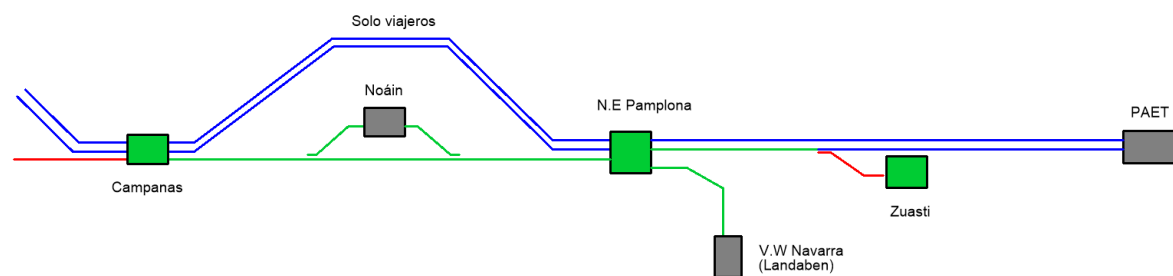 Solo viajeros
Noáin
N.E Pamplona
PAET
Campanas
Zuasti
V.W Navarra
(Landaben)